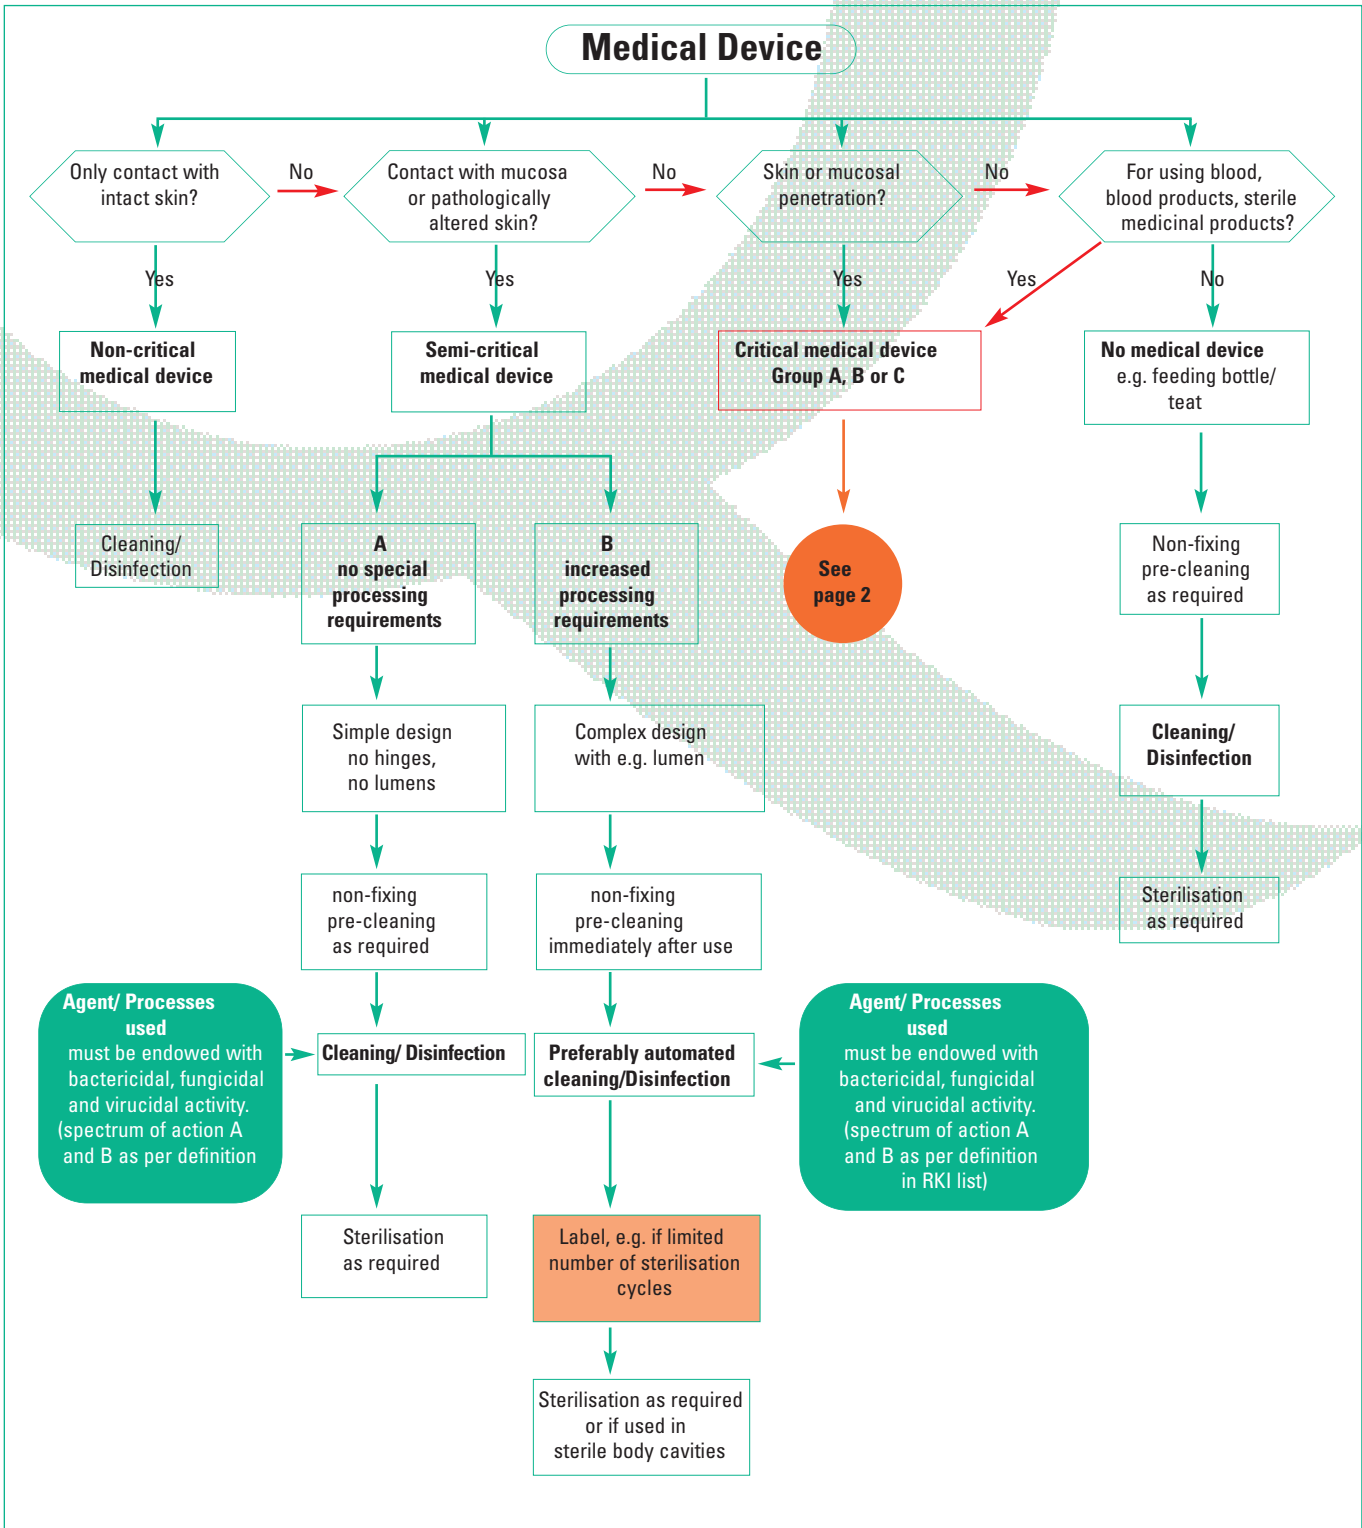 Medical Device
Only contact with
intact skin?
No
Contact with mucosa
or pathologically
altered skin?
No
Skin or mucosal
penetration?
No
For using blood,
blood products, sterile
medicinal products?
Yes
Yes
Yes
Yes
No
Non-critical
medical device
Semi-critical
medical device
Critical medical device
Group A, B or C
No medical device
e.g. feeding bottle/
teat
Cleaning/
Disinfection
A
no special
processing
requirements
B
increased
processing
requirements
See
page 2
Non-fixing
pre-cleaning
as required
Simple design
no hinges,
no lumens
Complex design
with e.g. lumen
Cleaning/
Disinfection
non-fixing
pre-cleaning
as required
non-fixing
pre-cleaning
immediately after use
Sterilisation
as required
Agent/ Processes
used
must be endowed with
bactericidal, fungicidal
and virucidal activity.
(spectrum of action A
and B as per definition
Cleaning/ Disinfection
Preferably automated
cleaning/Disinfection
Agent/ Processes
used
must be endowed with
bactericidal, fungicidal
and virucidal activity.
(spectrum of action A
and B as per definition
in RKI list)
Sterilisation
as required
Label, e.g. if limited
number of sterilisation
cycles
Sterilisation as required
or if used in
sterile body cavities